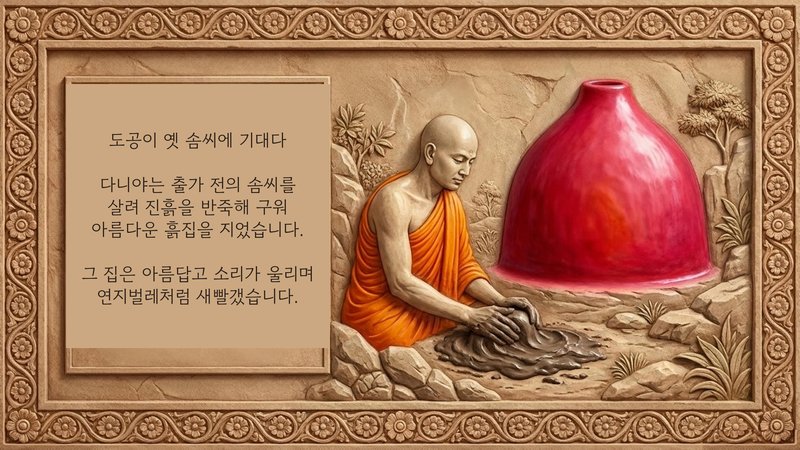 도공이 옛 솜씨에 기대다
다니야는 출가 전의 솜씨를
살려 진흙을 반죽해 구워
아름다운 흙집을 지었습니다.
그 집은 아름답고 소리가 울리며
연지벌레처럼 새빨갰습니다.